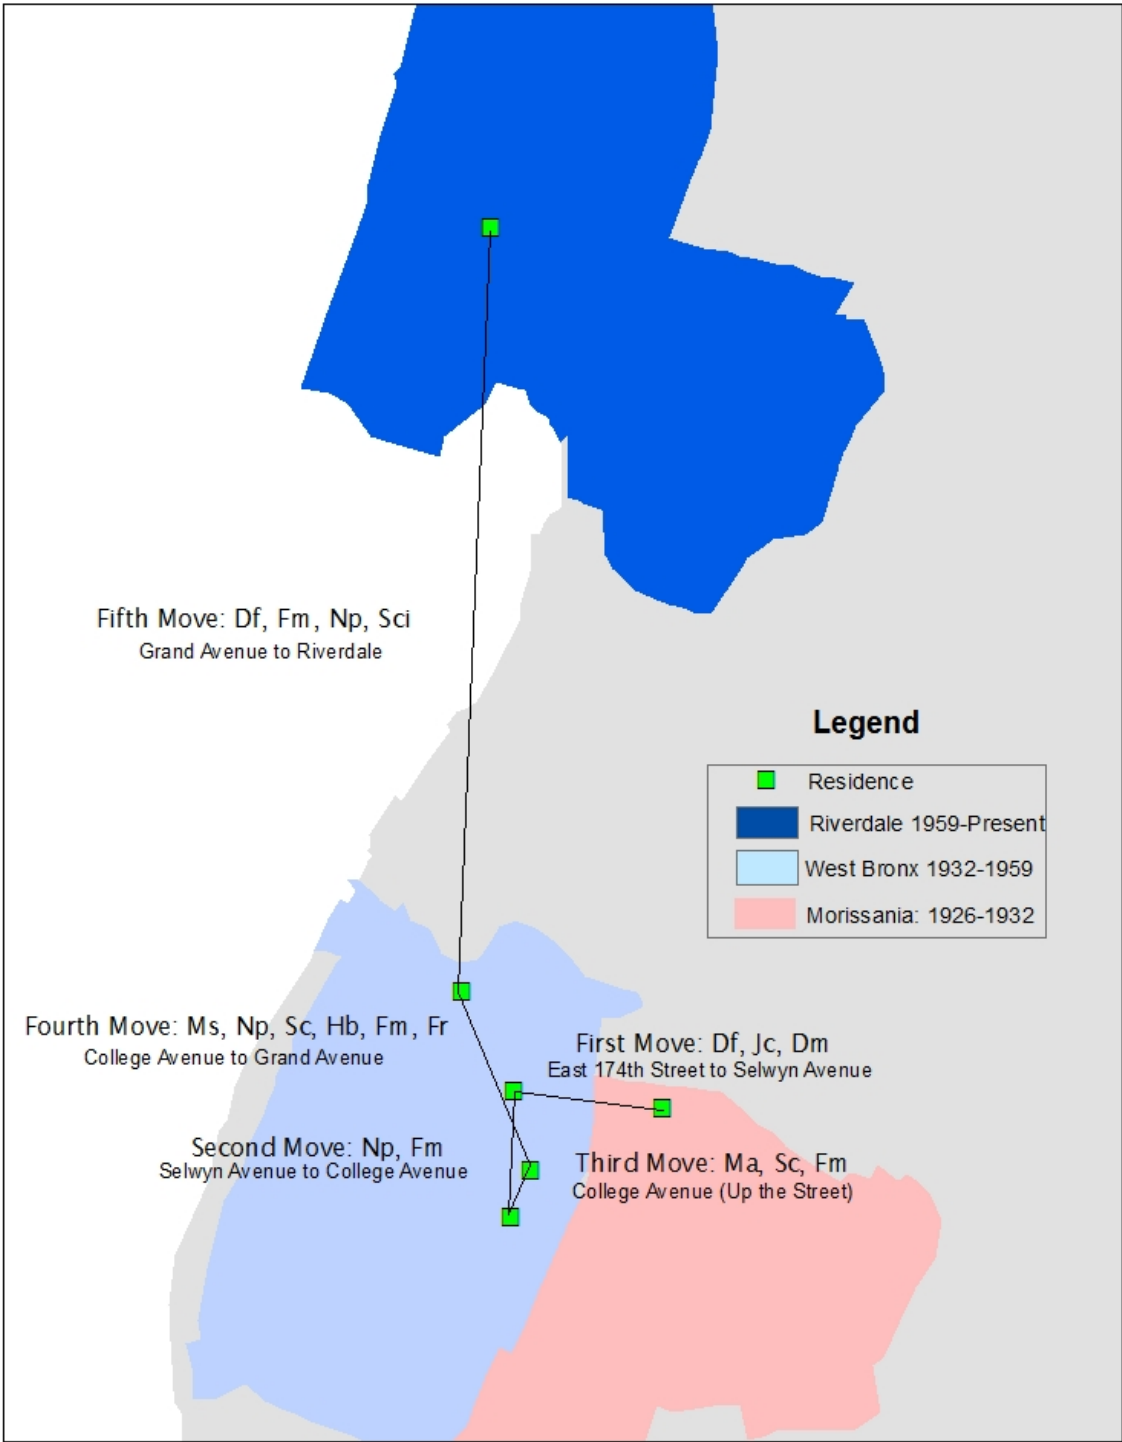 Fifth Move: Df, Fm, Np, Sci
Grand Avenue to Riverdale
Legend
Residence
Riverdale 1959-Present
West Bronx 1932-1959
Morissania: 1926-1932
Fourth Move: Ms, Np, Sc, Hb, Fm, Fr
College Avenue to Grand Avenue
First Move: Df, Jc, Dm
East 174th Street to Selwyn Avenue
Second Move: Np, Fm
Selwyn Avenue to College Avenue
Third Move: Ma, Sc, Fm
College Avenue (Up the Street)